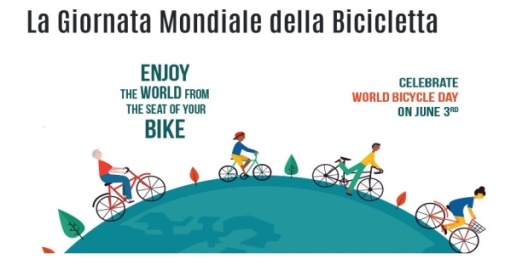 La Giornata Mondiale della Bicicletta
ENJOY
THE WORLD FROM
THE SEAT OF YOUR
BIKE
CELEBRATE
WORLD BICYCLE DAY
ON JUNE 3RD